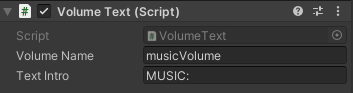 Volume Text (Script)
Script VolumeText
Volume Name musicVolume
Text Intro MUSIC: